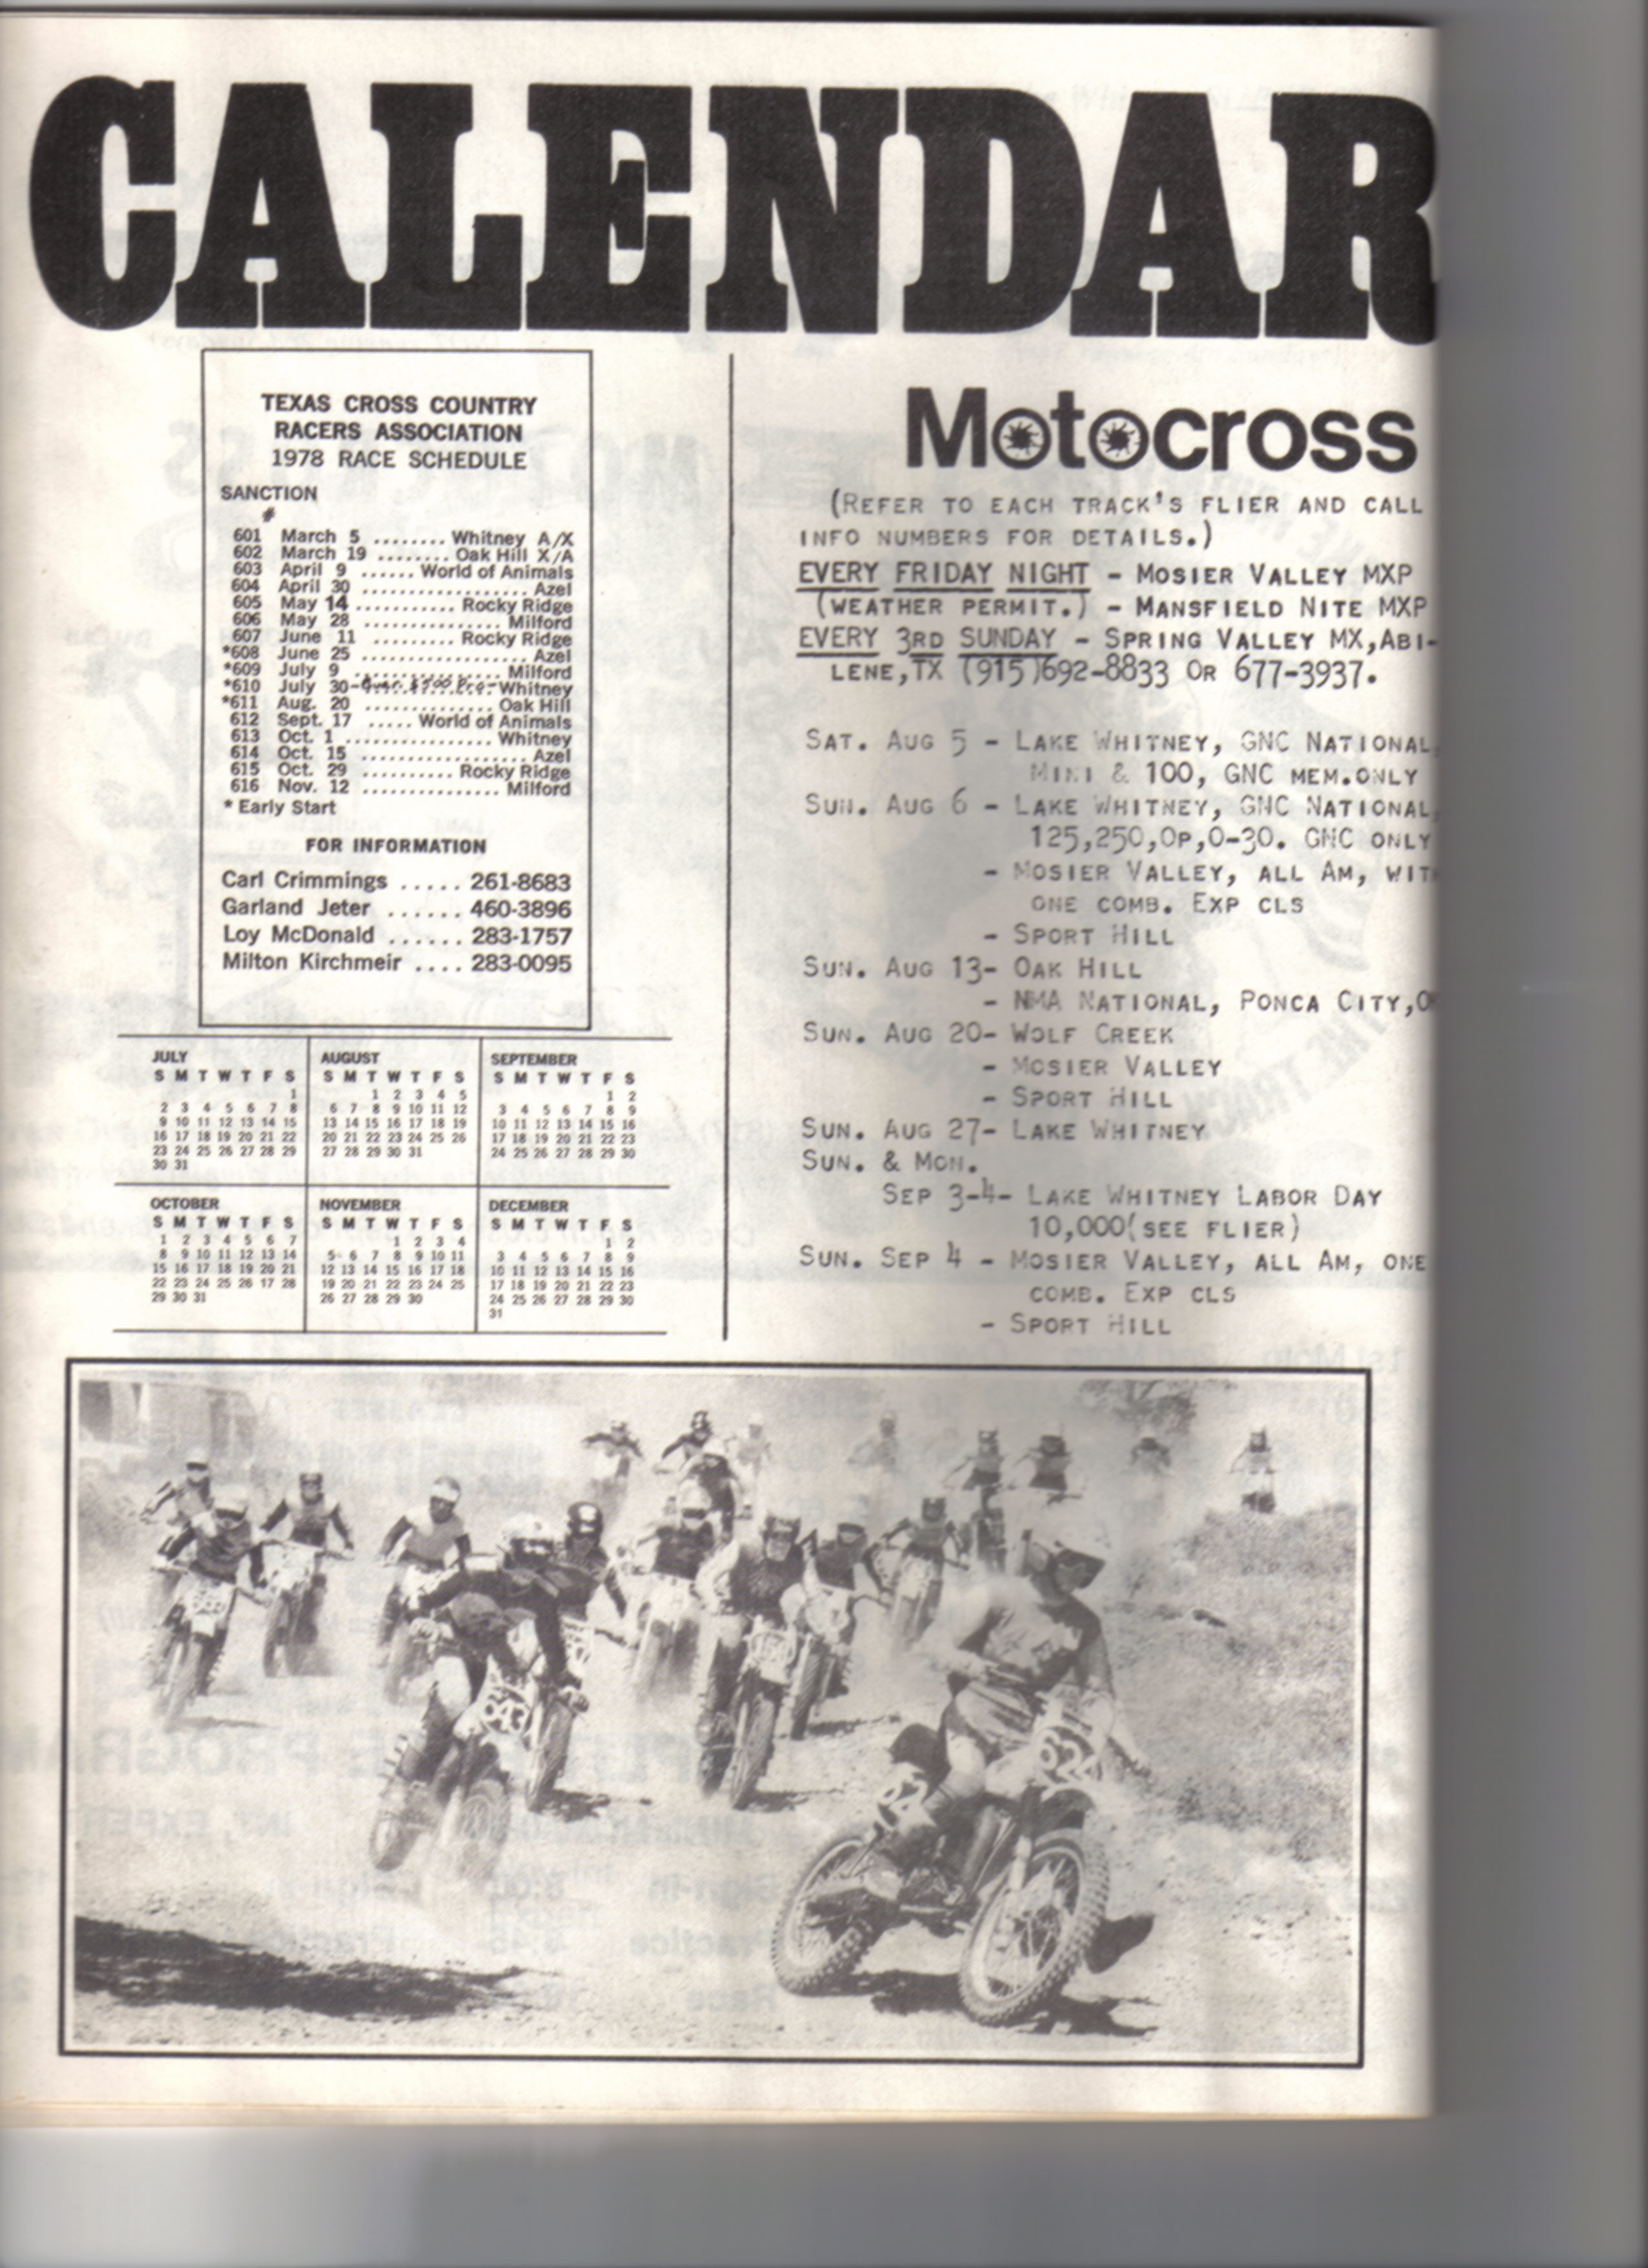 CALENDAR
TEXAS CROSS COUNTRY
RACERS ASSOCIATION
1978 RACE SCHEDULE
SANCTION
#
601 March 5 ........ Whitney A/X
602 March 19 ........ Oak Hill X/A
603 April 9 ...... World of Animals
604 April 30 .................. Azel
605 May 14 ........... Rocky Ridge
606 May 28 ............... Milford
607 June 11 ......... Rocky Ridge
*608 June 25 .................. Azel
*609 July 9 ................ Milford
*610 July 30 - Whitney
*611 Aug. 20 .............. Oak Hill
612 Sept. 17 ..... World of Animals
613 Oct. 1 ................ Whitney
614 Oct. 15 .................. Azel
615 Oct. 29 .......... Rocky Ridge
616 Nov. 12 ............... Milford
* Early Start
FOR INFORMATION
Carl Crimmings ..... 261-8683
Garland Jeter ...... 460-3896
Loy McDonald ...... 283-1757
Milton Kirchmeir .... 283-0095
JULY
S M T W T F S
1
2 3 4 5 6 7 8
9 10 11 12 13 14 15
16 17 18 19 20 21 22
23 24 25 26 27 28 29
30 31
AUGUST
S M T W T F S
1 2 3 4 5
6 7 8 9 10 11 12
13 14 15 16 17 18 19
20 21 22 23 24 25 26
27 28 29 30 31
SEPTEMBER
S M T W T F S
1 2
3 4 5 6 7 8 9
10 11 12 13 14 15 16
17 18 19 20 21 22 23
24 25 26 27 28 29 30
OCTOBER
S M T W T F S
1 2 3 4 5 6 7
8 9 10 11 12 13 14
15 16 17 18 19 20 21
22 23 24 25 26 17 28
29 30 31
NOVEMBER
S M T W T F S
1 2 3 4
5 6 7 8 9 10 11
12 13 14 15 16 17 18
19 20 21 22 23 24 25
26 27 28 29 30
DECEMBER
S M T W T F S
1 2
3 4 5 6 7 8 9
10 11 12 13 14 15 16
17 18 19 20 21 22 23
24 25 26 27 28 29 30
31
Motocross
(REFER TO EACH TRACK'S FLIER AND CALL
INFO NUMBERS FOR DETAILS.)
EVERY FRIDAY NIGHT - MOSIER VALLEY MXP
(WEATHER PERMIT.) - MANSFIELD NITE MXP
EVERY 3RD SUNDAY - SPRING VALLEY MX,ABI-
LENE,TX (915)692-8833 OR 677-3937.
SAT. AUG 5 - LAKE WHITNEY, GNC NATIONAL,
MINI & 100, GNC MEM.ONLY
SUN. AUG 6 - LAKE WHITNEY, GNC NATIONAL,
125,250,OP,O-30. GNC ONLY
- MOSIER VALLEY, ALL AM, WITH
ONE COMB. EXP CLS
- SPORT HILL
SUN. AUG 13- OAK HILL
- NMA NATIONAL, PONCA CITY,
SUN. AUG 20- WOLF CREEK
- MOSIER VALLEY
- SPORT HILL
SUN. AUG 27- LAKE WHITNEY
SUN. & MON.
SEP 3-4- LAKE WHITNEY LABOR DAY
10,000(SEE FLIER)
SUN. SEP 4 - MOSIER VALLEY, ALL AM, ONE
COMB. EXP CLS
- SPORT HILL
843